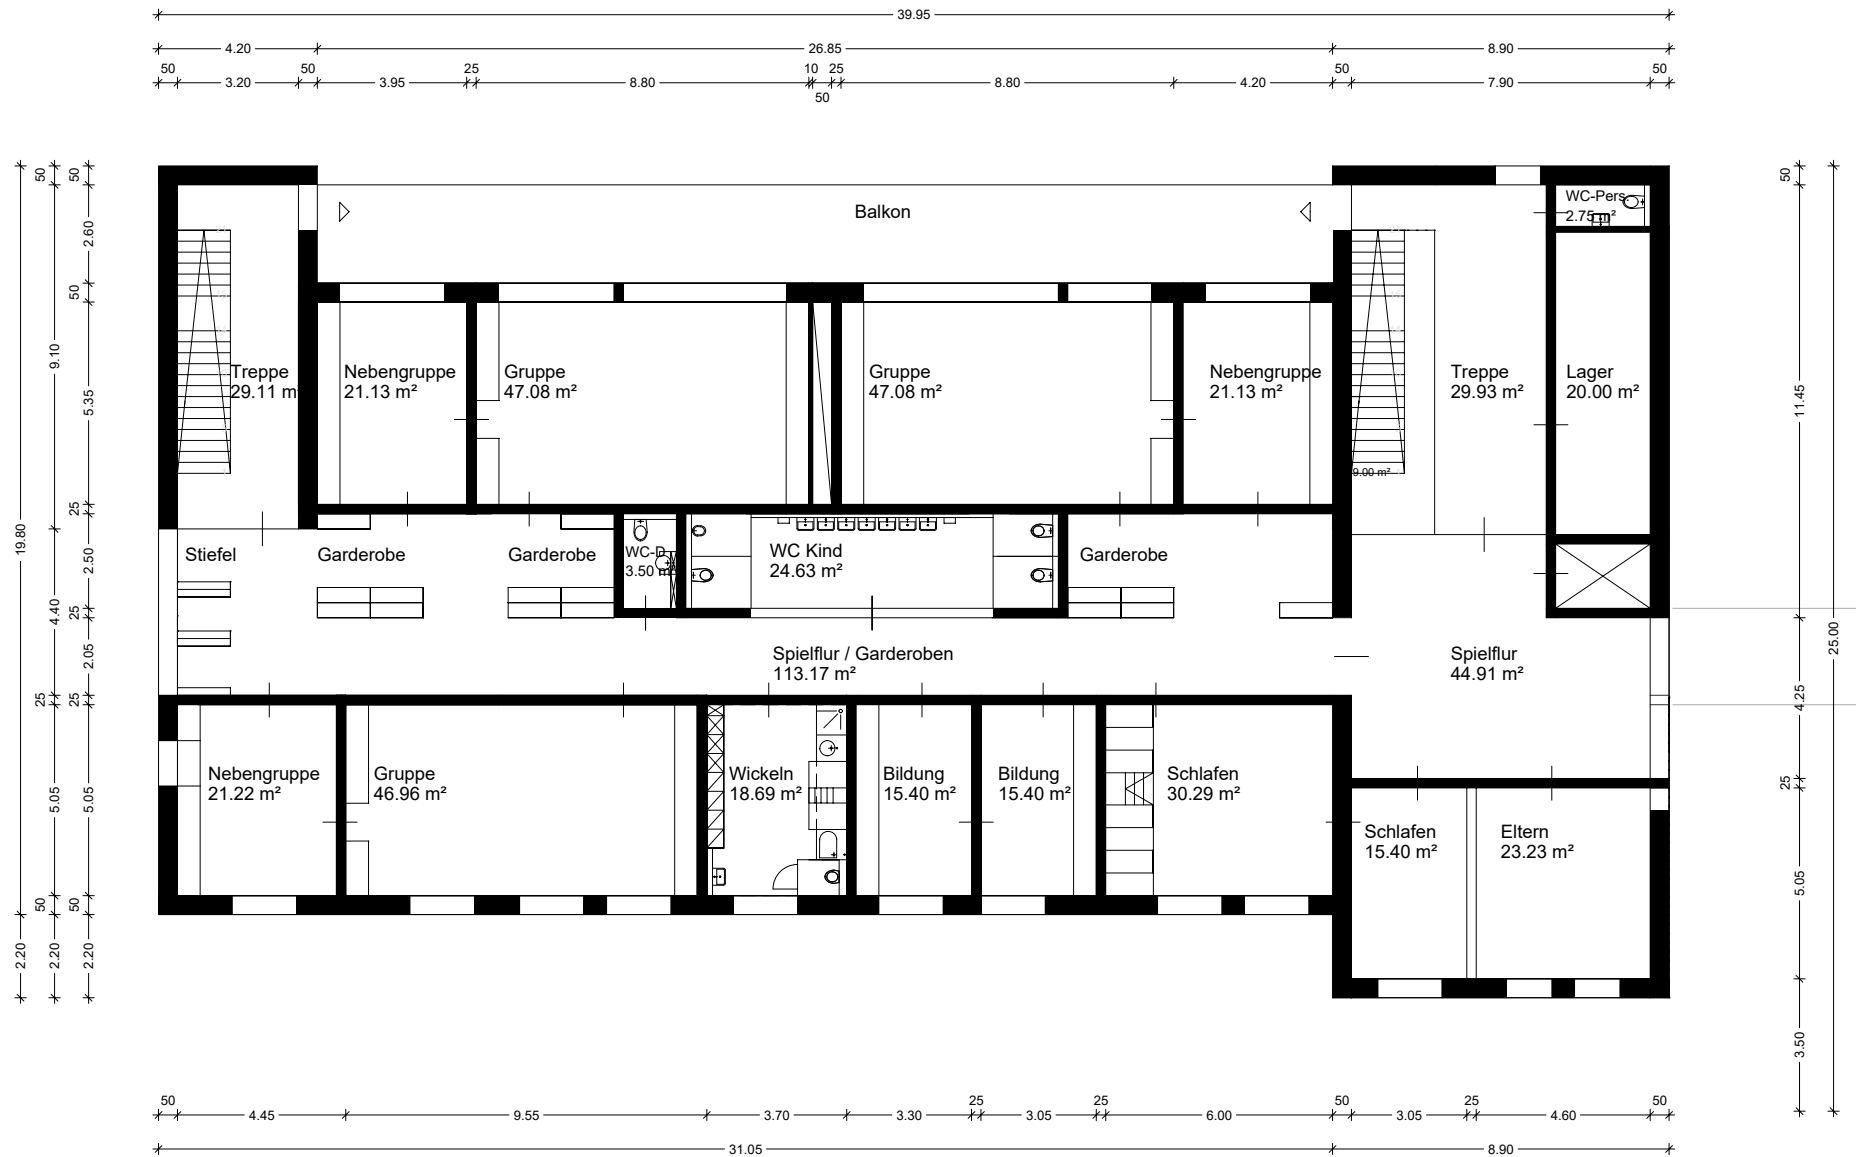 39.95
4.20 26.85 8.90
50 50 25 10 25 50 50
3.20 3.95 8.80 8.80 4.20 7.90
50
50 50 50
2.60
50
9.10
5.35
25
19.80
2.50
4.40
25
2.05
25 25
5.05 5.05
50 50
2.20 2.20 2.20
50
11.45
25.00
4.25
25
5.05
3.50
Balkon
WC-Pers.
2.75 m²
Treppe
29.11 m²
Nebengruppe
21.13 m²
Gruppe
47.08 m²
Gruppe
47.08 m²
Nebengruppe
21.13 m²
Treppe
29.93 m²
Lager
20.00 m²
9.00 m²
Stiefel
Garderobe
Garderobe
WC-D
3.50 m²
WC Kind
24.63 m²
Garderobe
Spielflur / Garderoben
113.17 m²
Spielflur
44.91 m²
Nebengruppe
21.22 m²
Gruppe
46.96 m²
Wickeln
18.69 m²
Bildung
15.40 m²
Bildung
15.40 m²
Schlafen
30.29 m²
Schlafen
15.40 m²
Eltern
23.23 m²
50 25 25 50 25 50
4.45 9.55 3.70 3.30 3.05 6.00 3.05 4.60
31.05 8.90